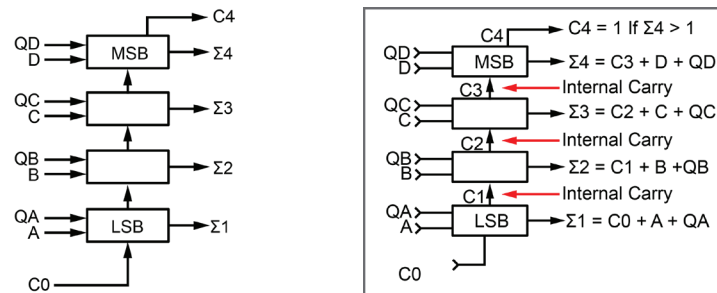 C4
QD
D
MSB
Σ4
QC
C
Σ3
QB
B
Σ2
QA
A
LSB
Σ1
C0
C4
C4 = 1 If Σ4 > 1
QD
D
MSB
Σ4 = C3 + D + QD
C3
Internal Carry
QC
C
Σ3 = C2 + C + QC
C2
Internal Carry
QB
B
Σ2 = C1 + B +QB
C1
Internal Carry
QA
A
LSB
Σ1 = C0 + A + QA
C0